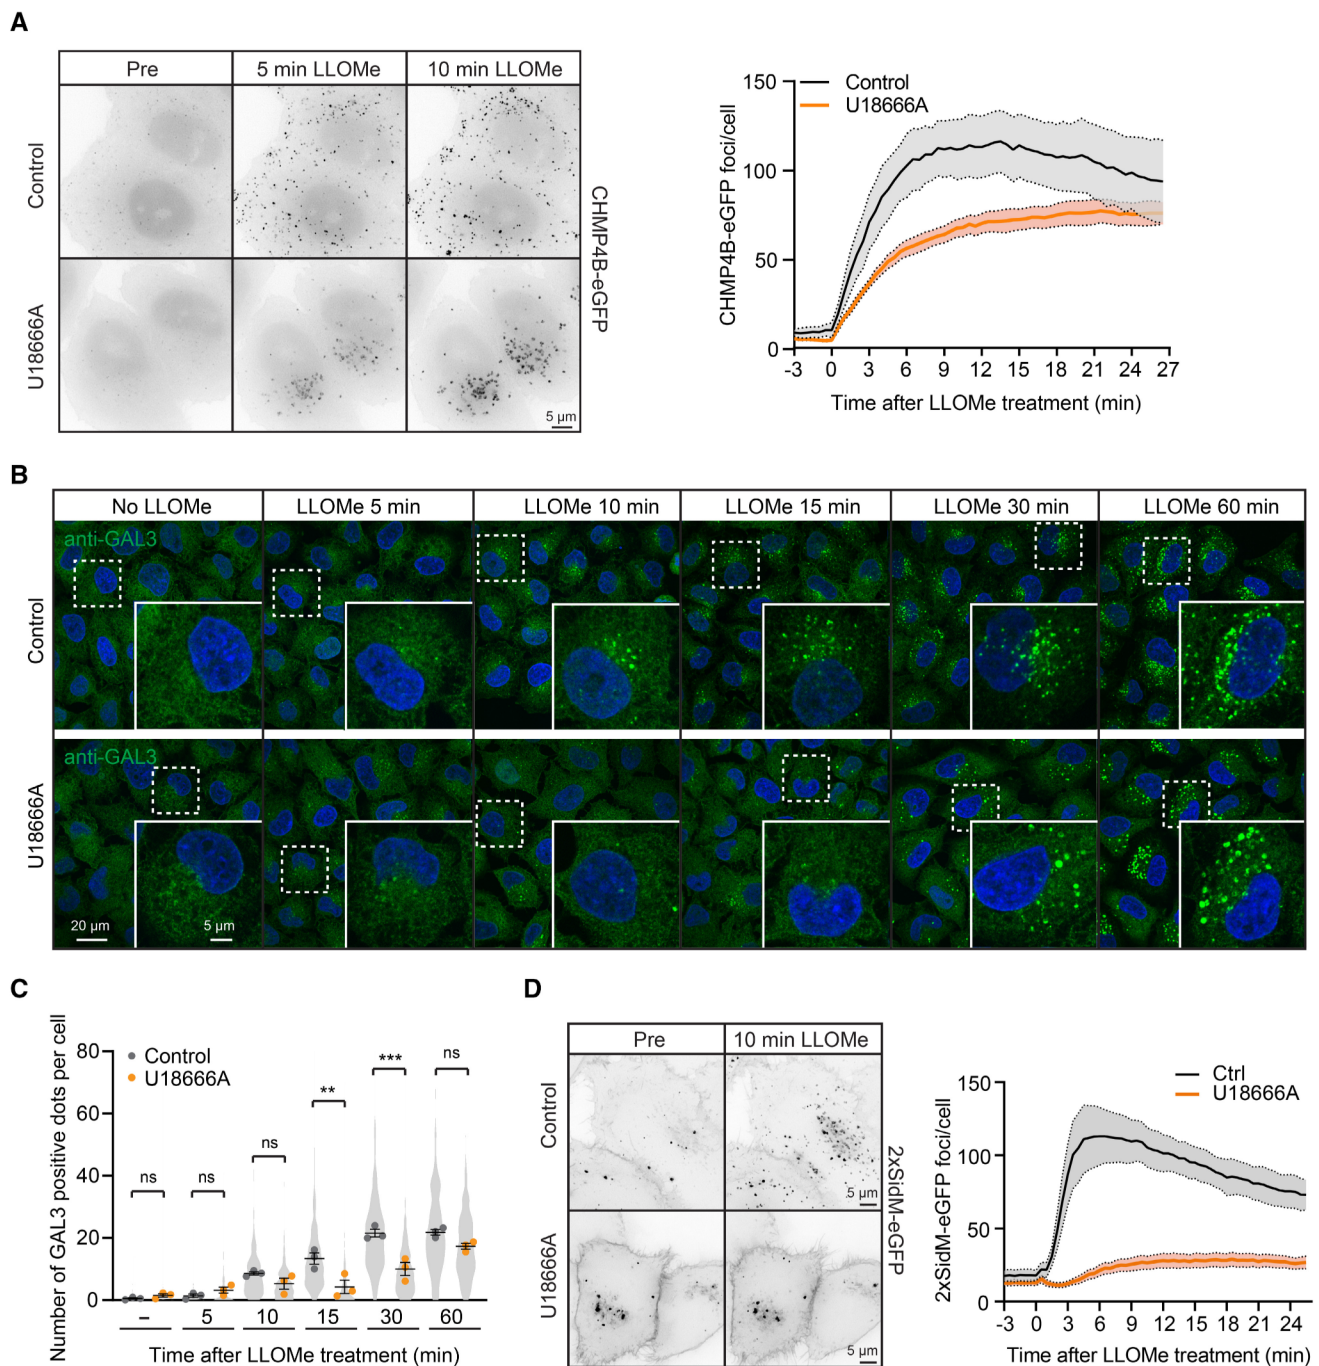 A
Pre
5 min LLOMe
10 min LLOMe
Control
U18666A
CHMP4B-eGFP
5 µm
CHMP4B-eGFP foci/cell
150
100
50
0
Control
U18666A
-3 0 3 6 9 12 15 18 21 24 27
Time after LLOMe treatment (min)
B
No LLOMe
LLOMe 5 min
LLOMe 10 min
LLOMe 15 min
LLOMe 30 min
LLOMe 60 min
Control
anti-GAL3
U18666A
anti-GAL3
20 µm
5 µm
C
Number of GAL3 positive dots per cell
80
60
40
20
0
Control
U18666A
ns
ns
ns
**
***
ns
– 5 10 15 30 60
Time after LLOMe treatment (min)
D
Pre
10 min LLOMe
Control
5 µm
U18666A
5 µm
2xSidM-eGFP
2xSidM-eGFP foci/cell
150
100
50
0
Ctrl
U18666A
-3 0 3 6 9 12 15 18 21 24
Time after LLOMe treatment (min)